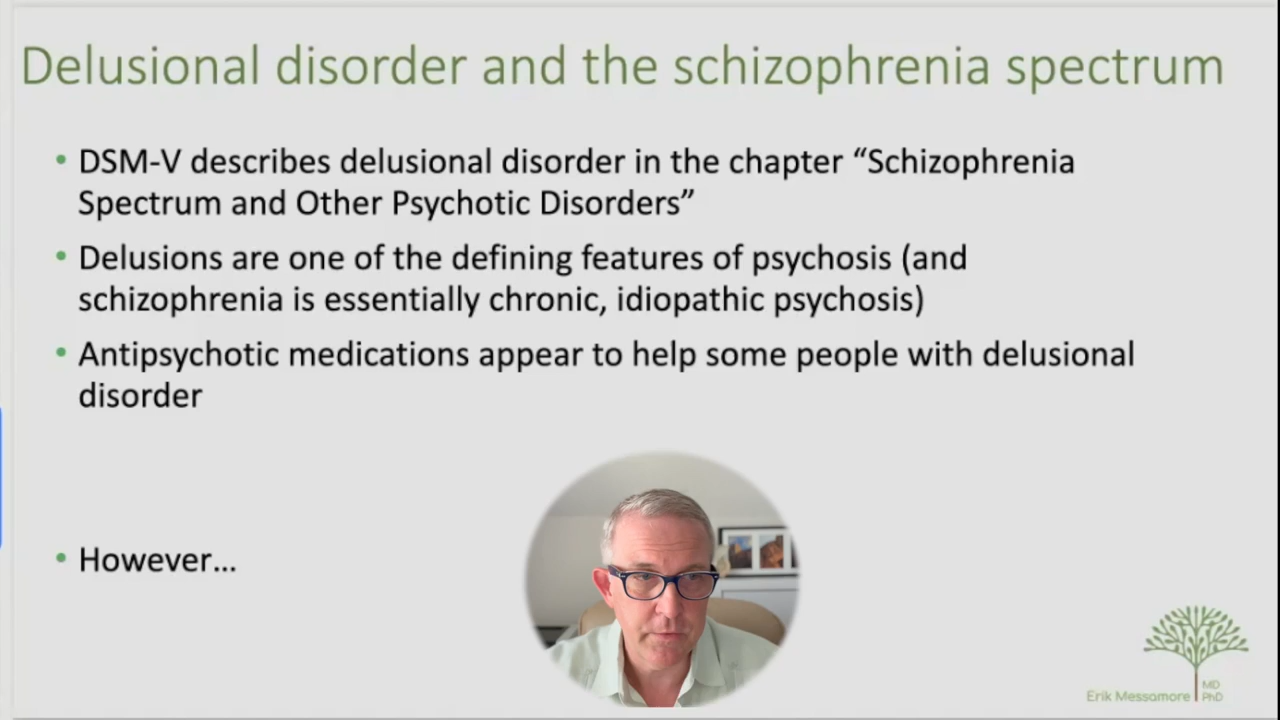 Delusional disorder and the schizophrenia spectrum
• DSM-V describes delusional disorder in the chapter “Schizophrenia
Spectrum and Other Psychotic Disorders”
• Delusions are one of the defining features of psychosis (and
schizophrenia is essentially chronic, idiopathic psychosis)
• Antipsychotic medications appear to help some people with delusional
disorder
• However...
Erik Messamore MD PhD